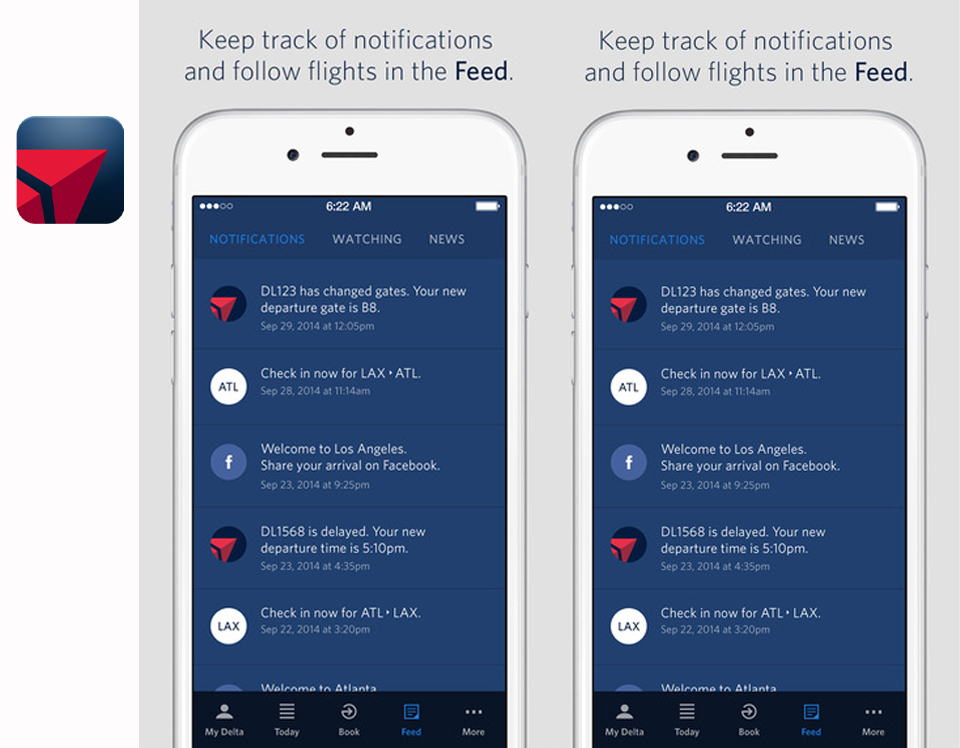 Keep track of notifications
and follow flights in the Feed.
6:22 AM
NOTIFICATIONS WATCHING NEWS
DL123 has changed gates. Your new
departure gate is B8.
Sep 29, 2014 at 12:05pm
ATL
Check in now for LAX ‣ ATL.
Sep 28, 2014 at 11:14am
f
Welcome to Los Angeles.
Share your arrival on Facebook.
Sep 23, 2014 at 9:25pm
DL1568 is delayed. Your new
departure time is 5:10pm.
Sep 23, 2014 at 4:35pm
LAX
Check in now for ATL ‣ LAX.
Sep 22, 2014 at 3:20pm
Welcome to Atlanta
My Delta Today Book Feed More
Keep track of notifications
and follow flights in the Feed.
6:22 AM
NOTIFICATIONS WATCHING NEWS
DL123 has changed gates. Your new
departure gate is B8.
Sep 29, 2014 at 12:05pm
ATL
Check in now for LAX ‣ ATL.
Sep 28, 2014 at 11:14am
f
Welcome to Los Angeles.
Share your arrival on Facebook.
Sep 23, 2014 at 9:25pm
DL1568 is delayed. Your new
departure time is 5:10pm.
Sep 23, 2014 at 4:35pm
LAX
Check in now for ATL ‣ LAX.
Sep 22, 2014 at 3:20pm
Welcome to Atlanta
My Delta Today Book Feed More